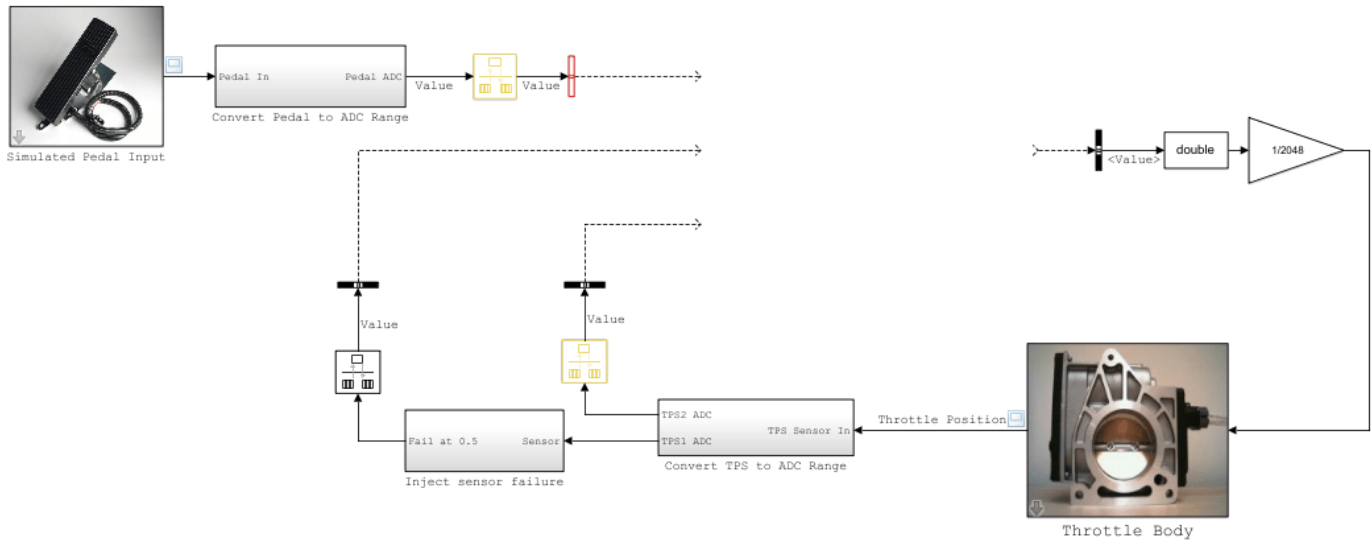 Pedal In
Pedal ADC
Value
Value
Convert Pedal to ADC Range
Simulated Pedal Input
<Value>
double
1/2048
Value
Value
Fail at 0.5
Sensor
Inject sensor failure
TPS2 ADC
TPS1 ADC
TPS Sensor In
Convert TPS to ADC Range
Throttle Position
Throttle Body